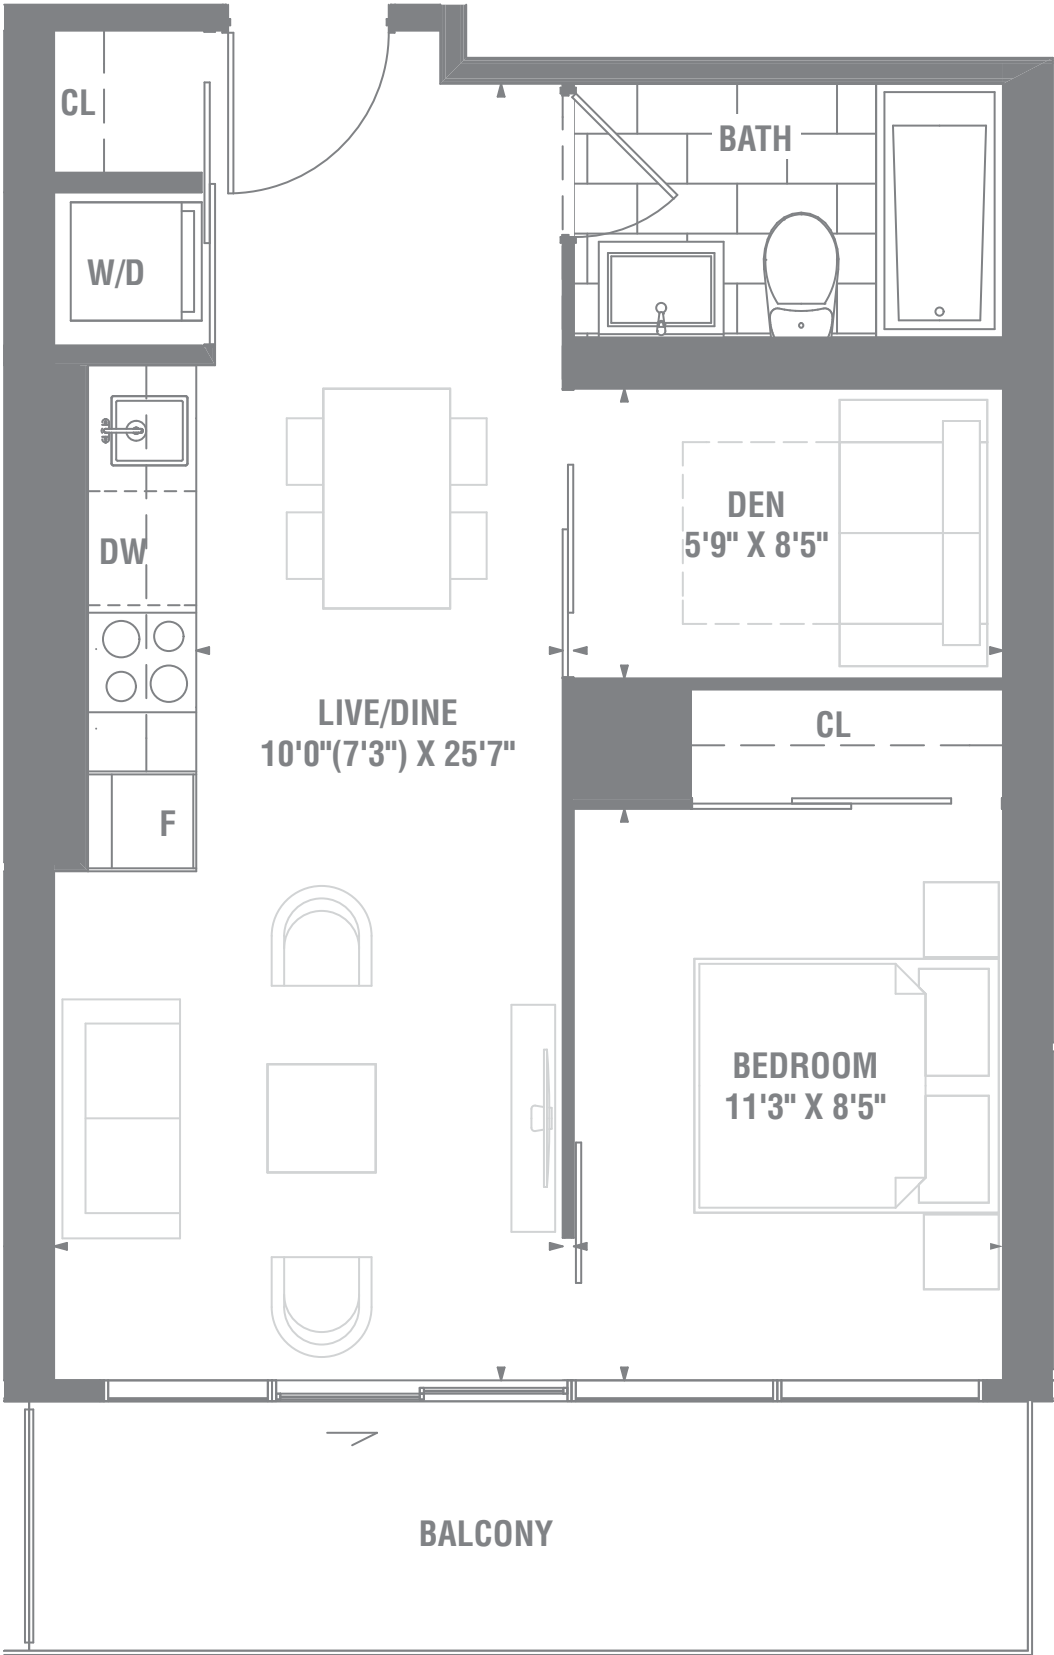 CL
BATH
W/D
DEN
5'9" X 8'5"
DW
LIVE/DINE
10'0"(7'3") X 25'7"
CL
F
BEDROOM
11'3" X 8'5"
BALCONY